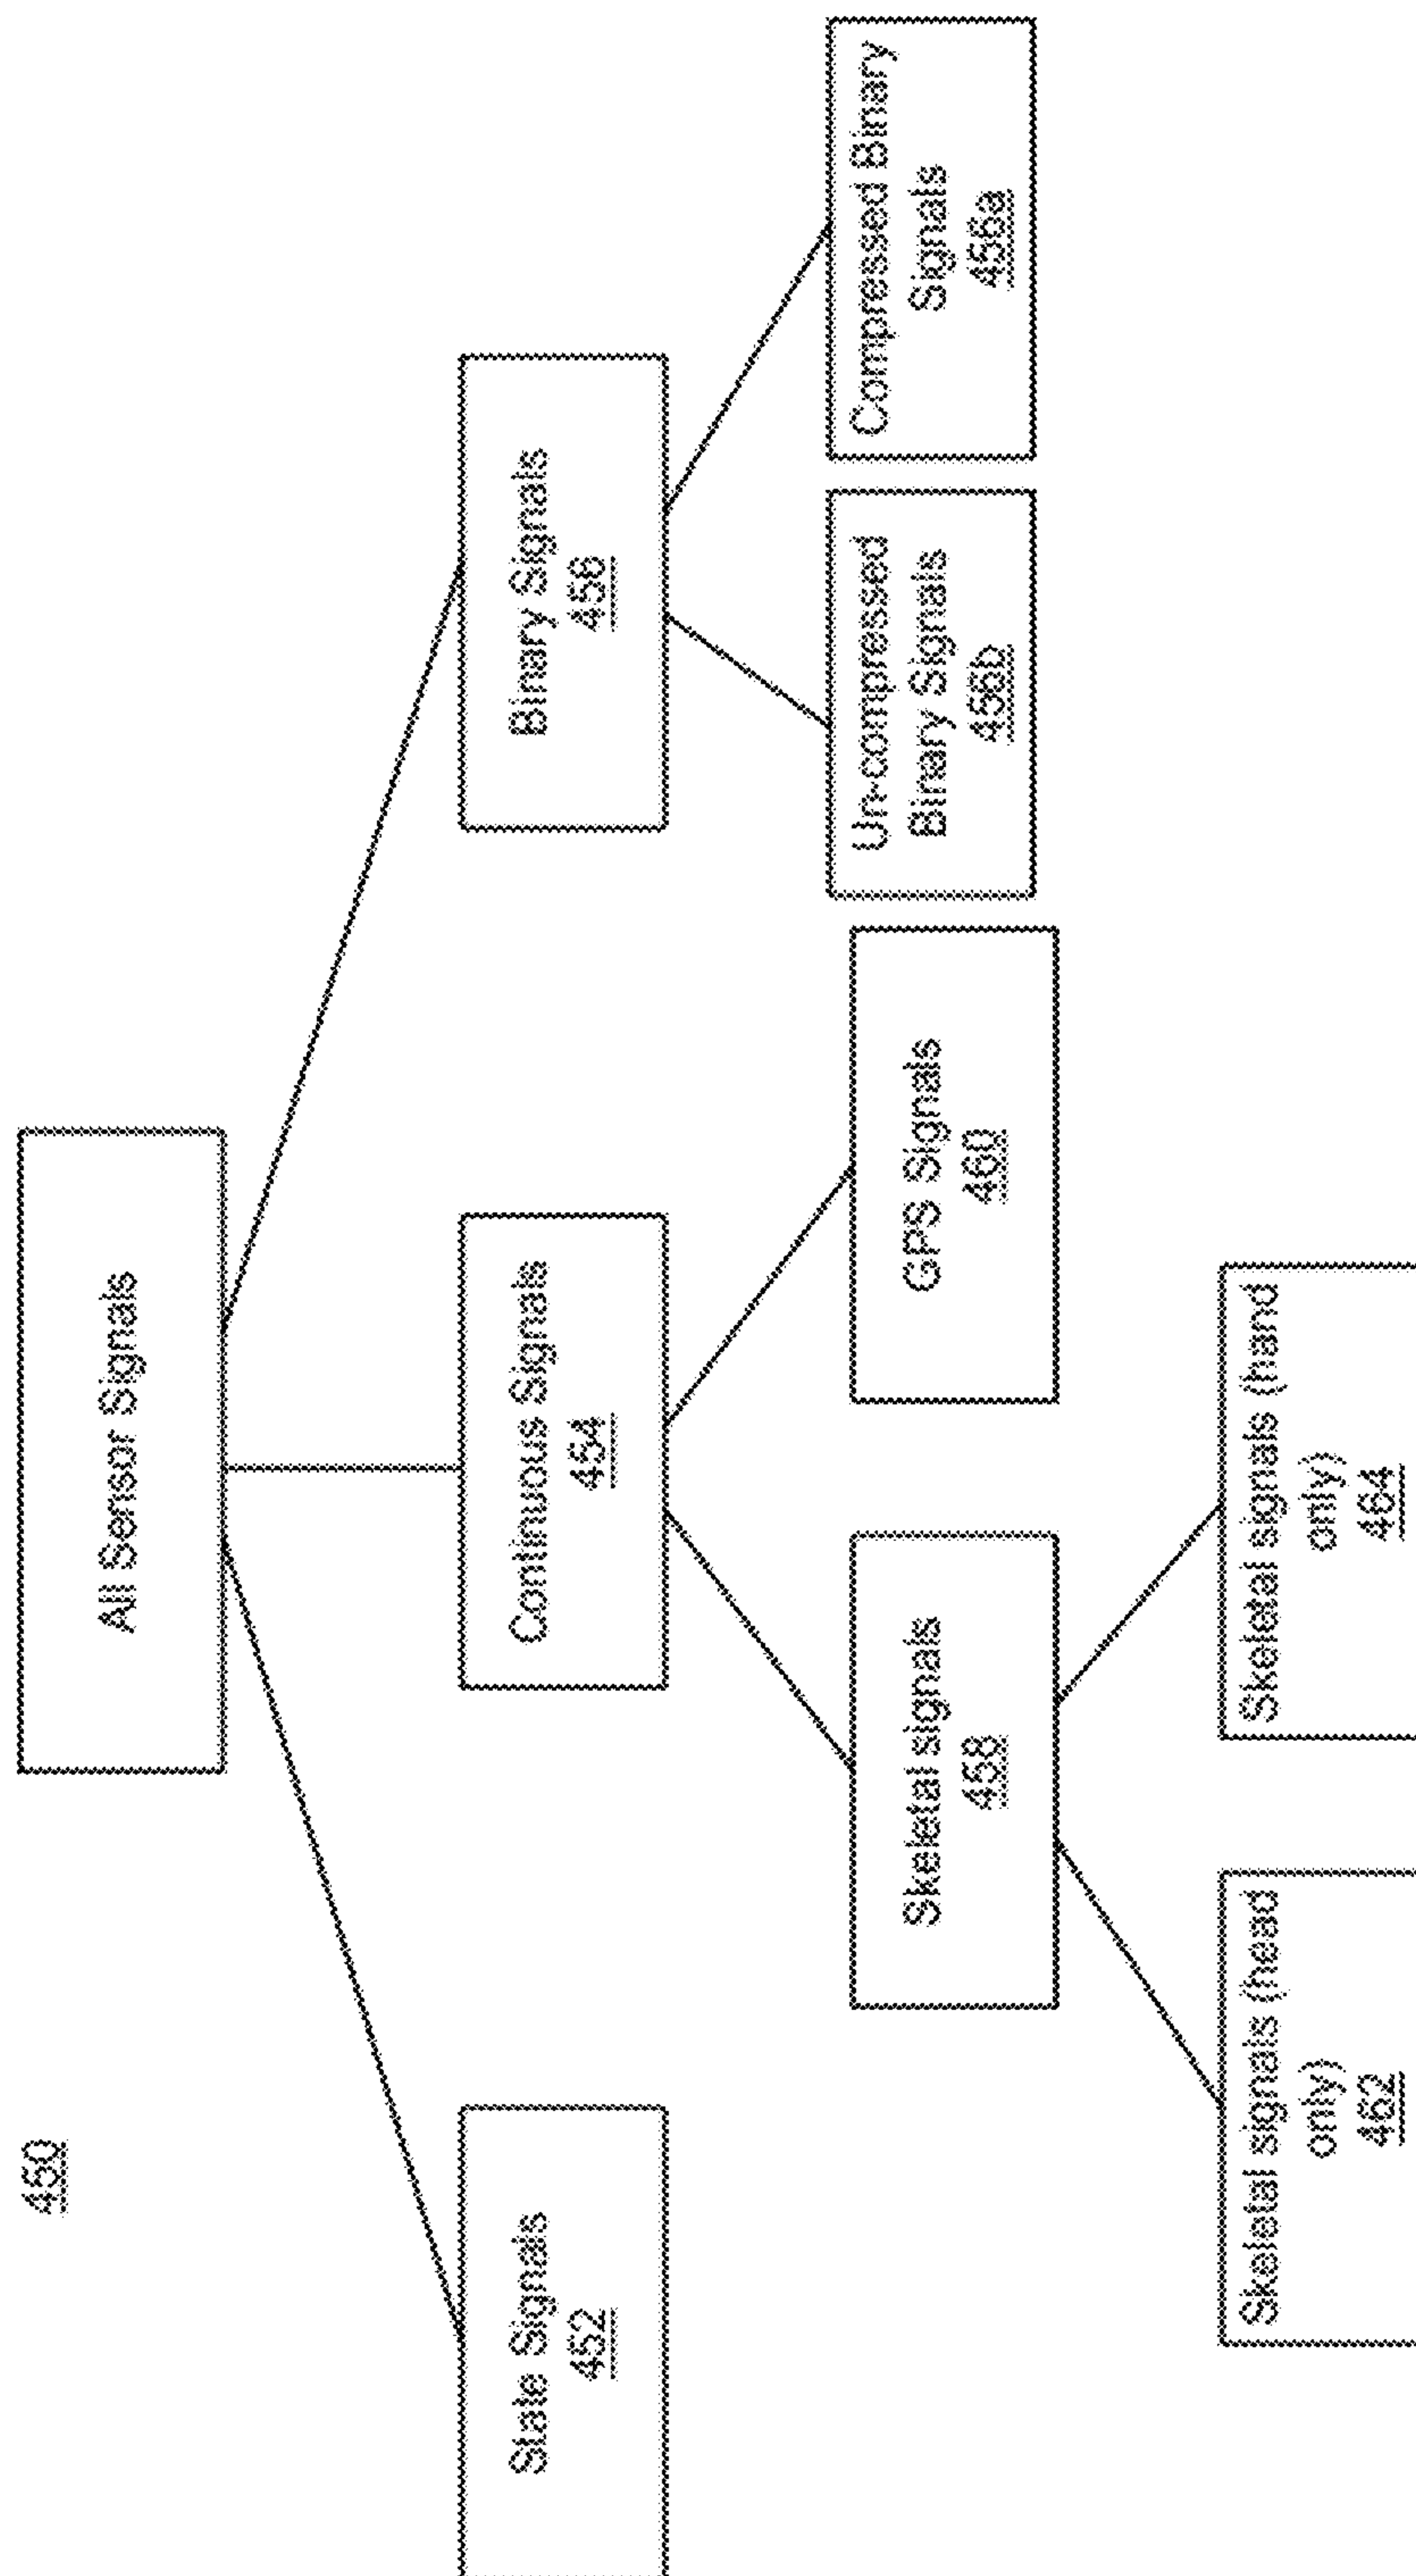 450
All Sensor Signals
State Signals
452
Continuous Signals
454
Binary Signals
456
Skeletal signals
458
GPS Signals
460
Un-compressed
Binary Signals
456b
Compressed Binary
Signals
456a
Skeletal signals (head
only)
462
Skeletal signals (hand
only)
464